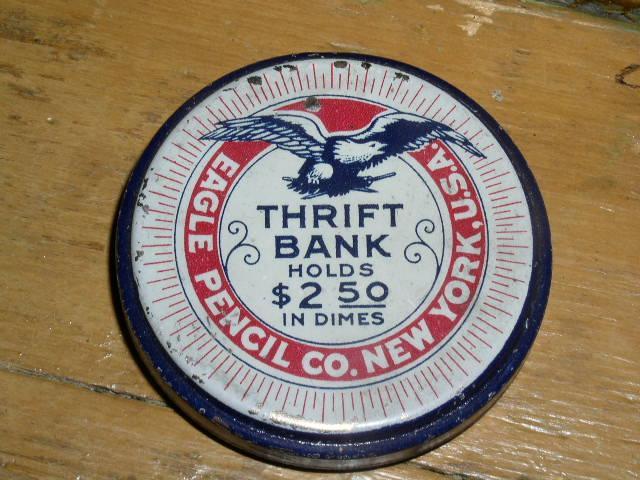 THRIFT
BANK
HOLDS
$2 50
IN DIMES
EAGLE PENCIL CO. NEW YORK, U.S.A.